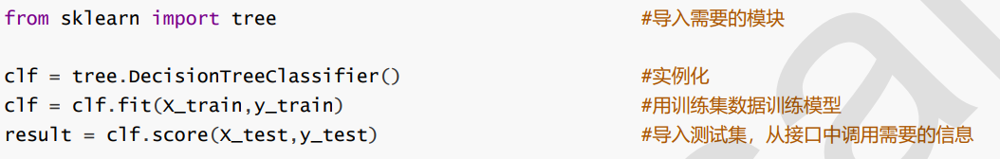 from sklearn import tree #导入需要的模块
clf = tree.DecisionTreeClassifier() #实例化
clf = clf.fit(X_train,y_train) #用训练集数据训练模型
result = clf.score(X_test,y_test) #导入测试集，从接口中调用需要的信息